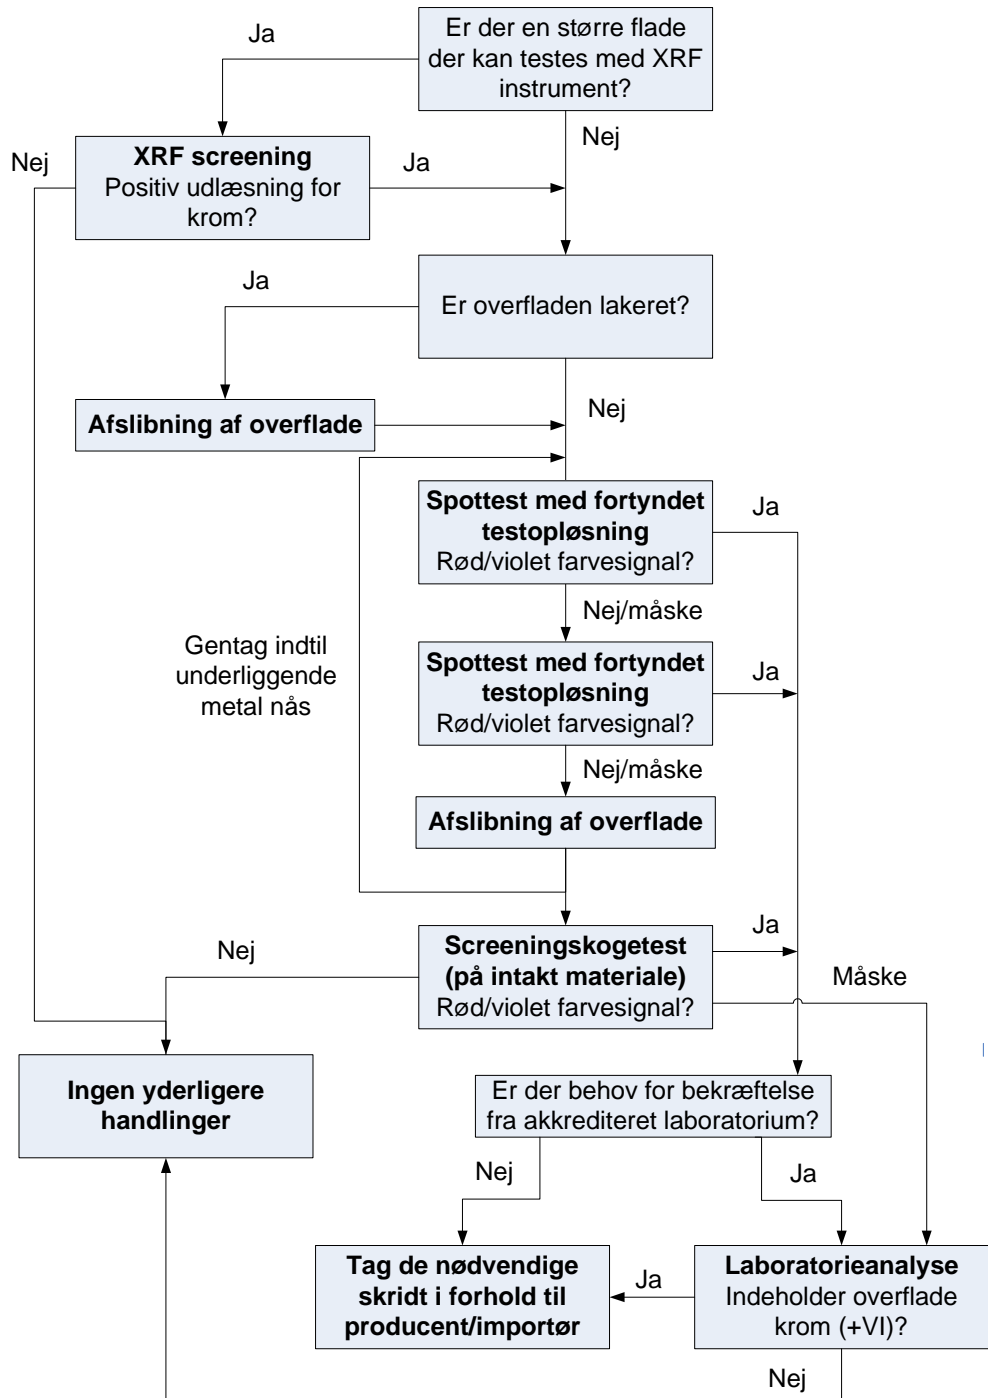 Ja
Er der en større flade
der kan testes med XRF
instrument?
Nej
Nej
XRF screening
Positiv udlæsning for
krom?
Ja
Ja
Er overfladen lakeret?
Afslibning af overflade
Nej
Spottest med fortyndet
testopløsning
Rød/violet farvesignal?
Ja
Nej/måske
Gentag indtil
underliggende
metal nås
Spottest med fortyndet
testopløsning
Rød/violet farvesignal?
Ja
Nej/måske
Afslibning af overflade
Nej
Screeningskogetest
(på intakt materiale)
Rød/violet farvesignal?
Ja
Måske
Ingen yderligere
handlinger
Er der behov for bekræftelse
fra akkrediteret laboratorium?
Nej
Ja
Tag de nødvendige
skridt i forhold til
producent/importør
Ja
Laboratorieanalyse
Indeholder overflade
krom (+VI)?
Nej